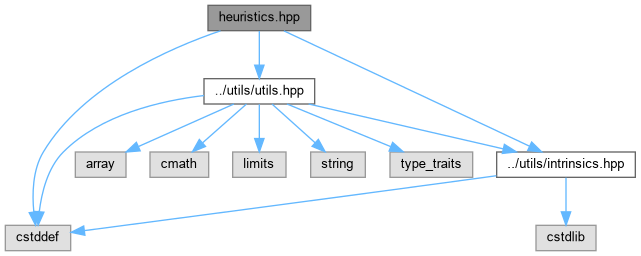 heuristics.hpp
../utils/utils.hpp
array
cmath
limits
string
type_traits
../utils/intrinsics.hpp
cstddef
cstdlib